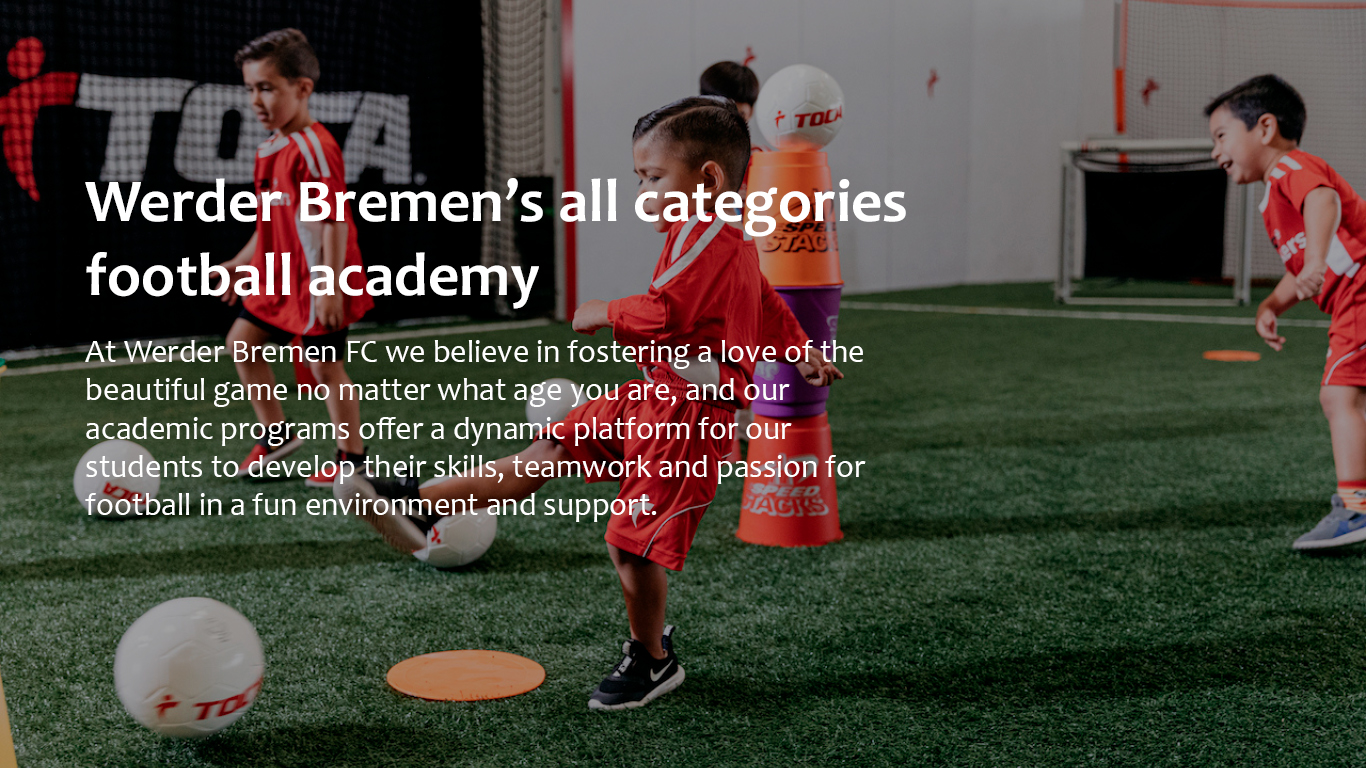 TOCA
TOCA
Werder Bremen’s all categories
football academy
SPEED
STACKS
At Werder Bremen FC we believe in fostering a love of the
beautiful game no matter what age you are, and our
academic programs offer a dynamic platform for our
students to develop their skills, teamwork and passion for
football in a fun environment and support.
TOCA
SPEED
STACKS
TOCA